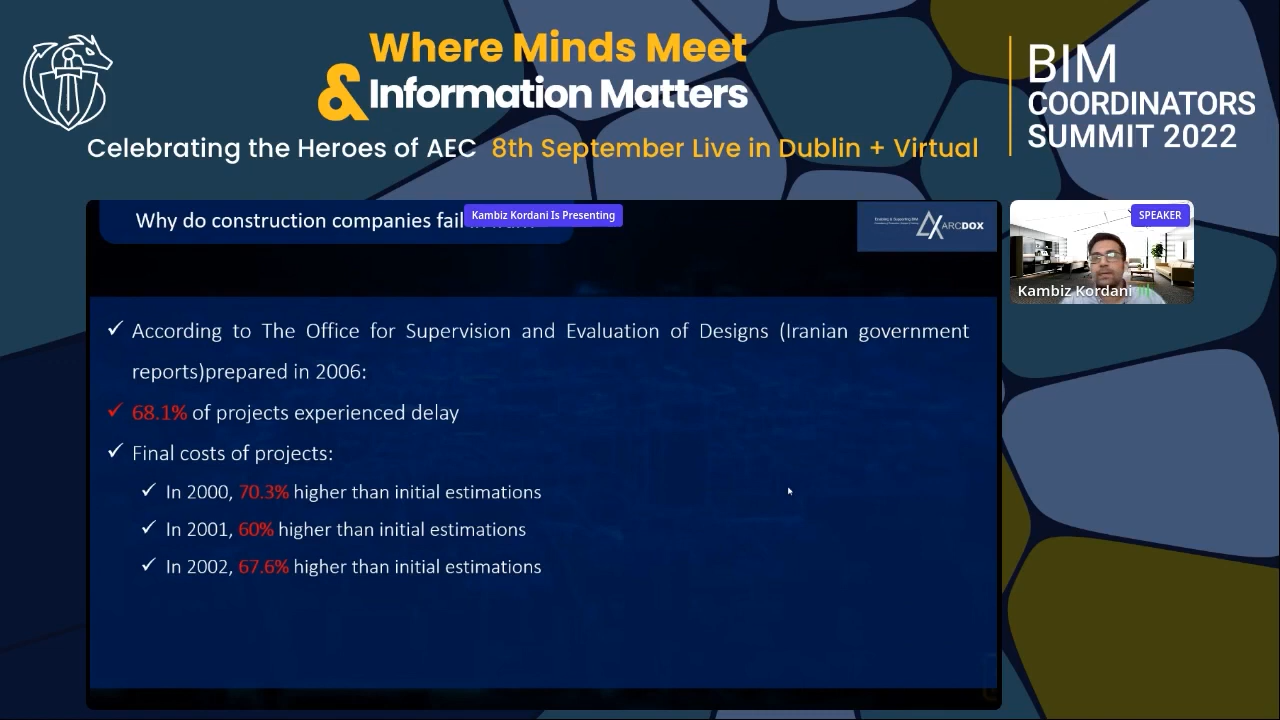 Where Minds Meet
& Information Matters
Celebrating the Heroes of AEC 8th September Live in Dublin + Virtual
BIM
COORDINATORS
SUMMIT 2022
Why do construction companies fail
Kambiz Kordani Is Presenting
ARCDOX
SPEAKER
Kambiz Kordani
According to The Office for Supervision and Evaluation of Designs (Iranian government
reports)prepared in 2006:
68.1% of projects experienced delay
Final costs of projects:
In 2000, 70.3% higher than initial estimations
In 2001, 60% higher than initial estimations
In 2002, 67.6% higher than initial estimations